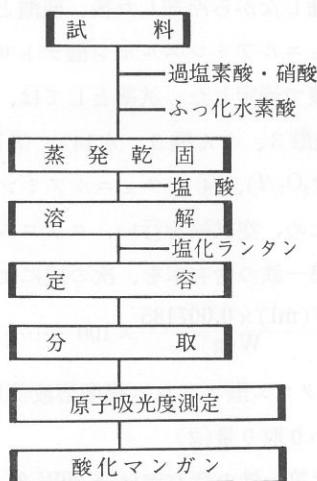 試料
過塩素酸・硝酸
ふっ化水素酸
蒸発乾固
塩酸
溶解
塩化ランタン
定容
分取
原子吸光度測定
酸化マンガン